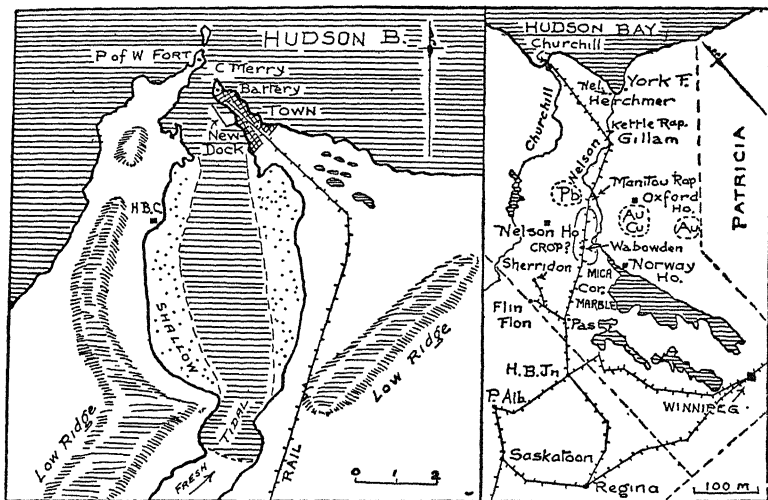 HUDSON B.
P of W FORT
C Merry
Battery
TOWN
New
Dock
H.B.C
SHALLOW
Low Ridge
Low Ridge
TIDAL
FRESH
RAIL
0 1 2
HUDSON BAY
Churchill
Nel.
York F.
Herchmer
Kettle Rap.
Gillam
Churchill
Nelson
PATRICIA
Pb
Manitou Rap
Oxford
Ho.
Au
Cu
Au
Nelson Ho
CROP?
Wabowden
Sherridon
Norway
Ho.
MICA
Cor.
MARBLE
Flin
Flon
Pas
H.B.Jn
P. Alb.
WINNIPEG
Saskatoon
Regina
100 m